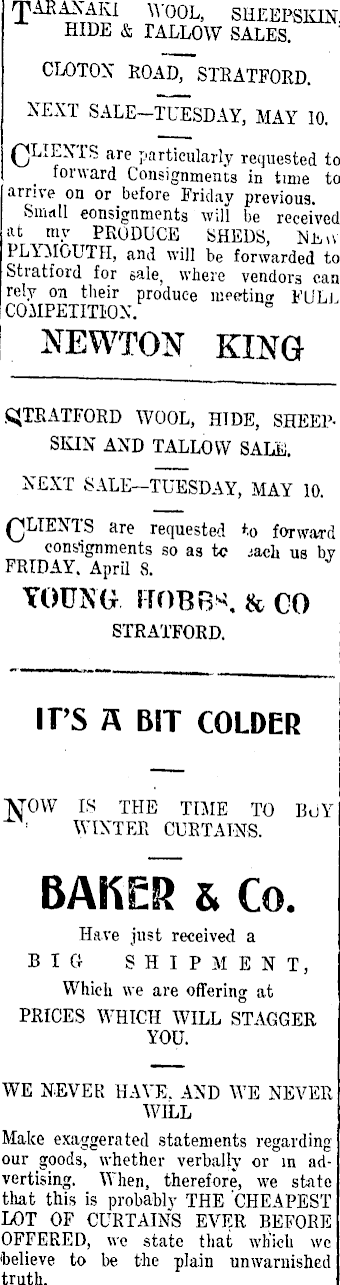 TARANAKI WOOL, SHEEPSKIN,
HIDE & TALLOW SALES.
CLOTON ROAD, STRATFORD.
NEXT SALE—TUESDAY, MAY 10.
CLIENTS are particularly requested to
forward Consignments in time to
arrive on or before Friday previous.
Small consignments will be received
at my PRODUCE SHEDS, NEW
PLYMOUTH, and will be forwarded to
Stratford for sale, where vendors can
rely on their produce meeting FULL
COMPETITION.
NEWTON KING
STRATFORD WOOL, HIDE, SHEEP-
SKIN AND TALLOW SALE.
NEXT SALE—TUESDAY, MAY 10.
CLIENTS are requested to forward
consignments so as to each us by
FRIDAY, April 8.
YOUNG HOBBS, & CO
STRATFORD.
IT'S A BIT COLDER
NOW IS THE TIME TO BUY
WINTER CURTAINS.
BAKER & Co.
Have just received a
BIG SHIPMENT,
Which we are offering at
PRICES WHICH WILL STAGGER
YOU.
WE NEVER HAVE, AND WE NEVER
WILL
Make exaggerated statements regarding
our goods, whether verbally or in ad-
vertising. When, therefore, we state
that this is probably THE CHEAPEST
LOT OF CURTAINS EVER BEFORE
OFFERED, we state that which we
believe to be the plain unwarnished
truth.